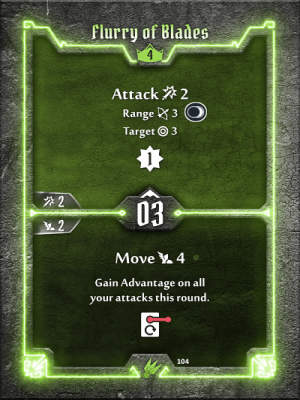 Flurry of Blades
4
Attack 2
Range 3
Target 3
1
2
03
2
Move 4
Gain Advantage on all
your attacks this round.
104